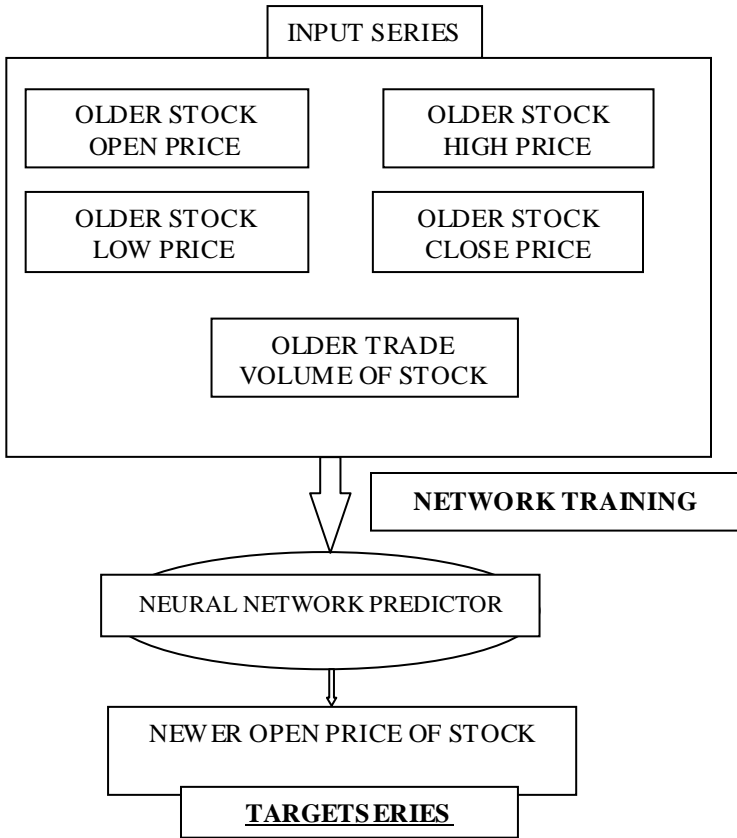 INPUT SERIES
OLDER STOCK
OPEN PRICE
OLDER STOCK
HIGH PRICE
OLDER STOCK
LOW PRICE
OLDER STOCK
CLOSE PRICE
OLDER TRADE
VOLUME OF STOCK
NETWORK TRAINING
NEURAL NETWORK PREDICTOR
NEWER OPEN PRICE OF STOCK
TARGETSERIES